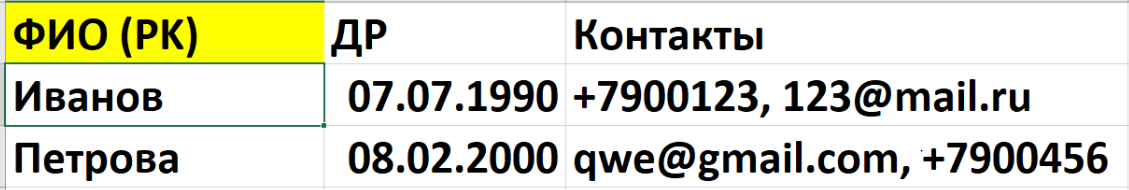 ФИО (PK) ДР Контакты
Иванов 07.07.1990 +7900123, 123@mail.ru
Петрова 08.02.2000 qwe@gmail.com, +7900456